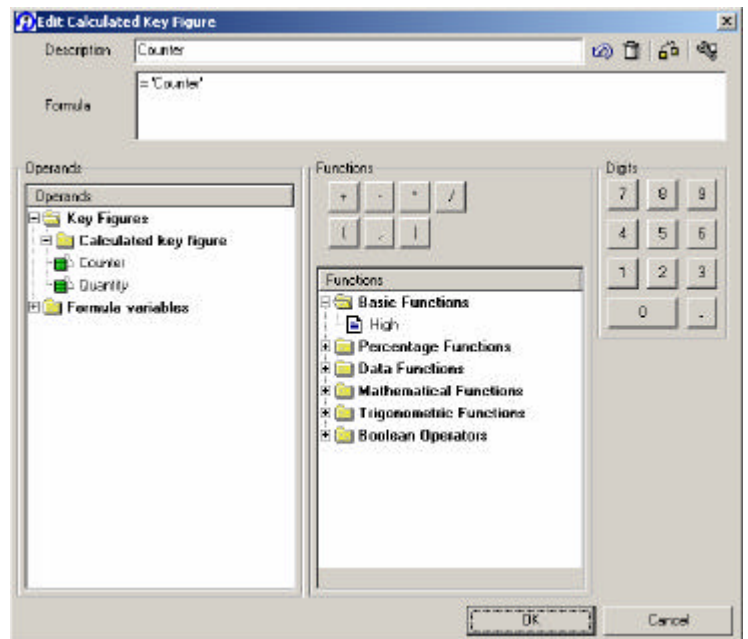 Edit Calculated Key Figure
Description Counter
Formula = 'Counter'
Operands
Operands
Key Figures
Calculated key figure
Counter
Quantity
Formula variables
Functions
+ - * /
( , )
Functions
Basic Functions
High
Percentage Functions
Data Functions
Mathematical Functions
Trigonometric Functions
Boolean Operators
Digits
7 8 9
4 5 6
1 2 3
0 .
OK Cancel